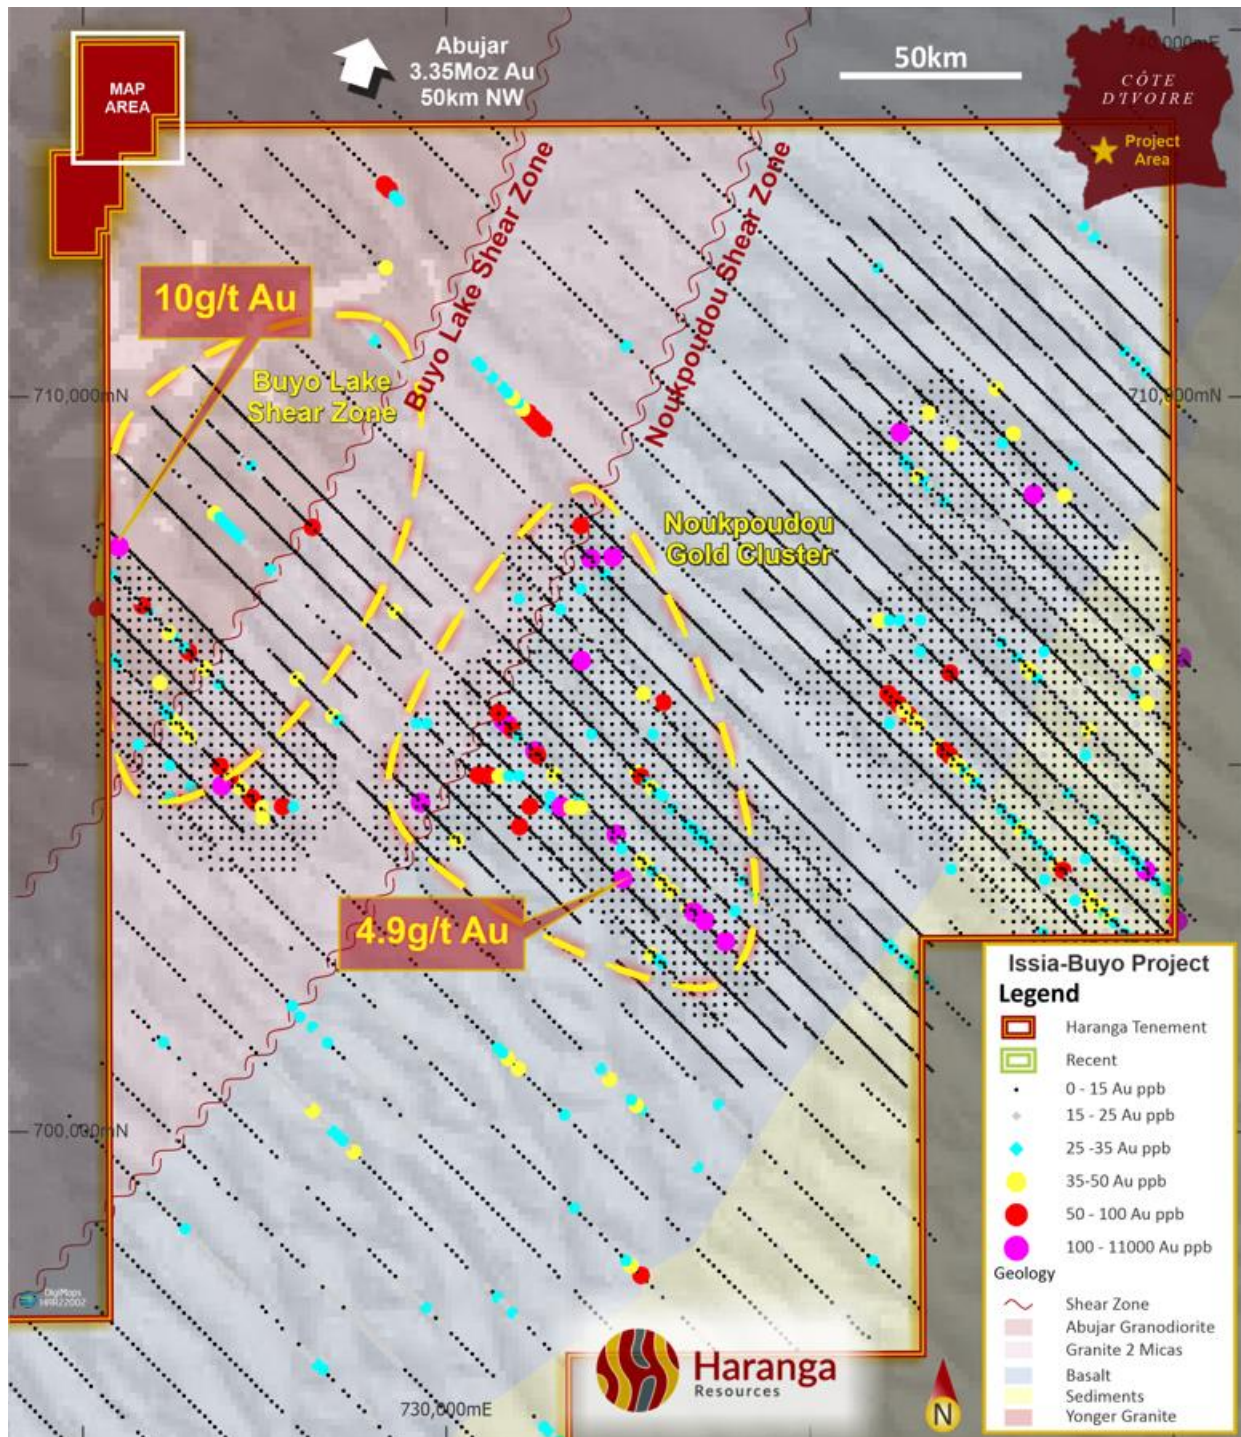 Abujar
3.35Moz Au
50km NW
50km
740,000mE
CÔTE
D'IVOIRE
Project
Area
MAP
AREA
Buyo Lake Shear Zone
Noukpoudou Shear Zone
10g/t Au
Buyo Lake
Shear Zone
710,000mN
710,000mN
Noukpoudou
Gold Cluster
4.9g/t Au
700,000mN
Issia-Buyo Project
Legend
Haranga Tenement
Recent
0 - 15 Au ppb
15 - 25 Au ppb
25 -35 Au ppb
35-50 Au ppb
50 - 100 Au ppb
100 - 11000 Au ppb
Geology
Shear Zone
Abujar Granodiorite
Granite 2 Micas
Basalt
Sediments
Yonger Granite
DigiMaps
HAR22002
Haranga
Resources
730,000mE
N